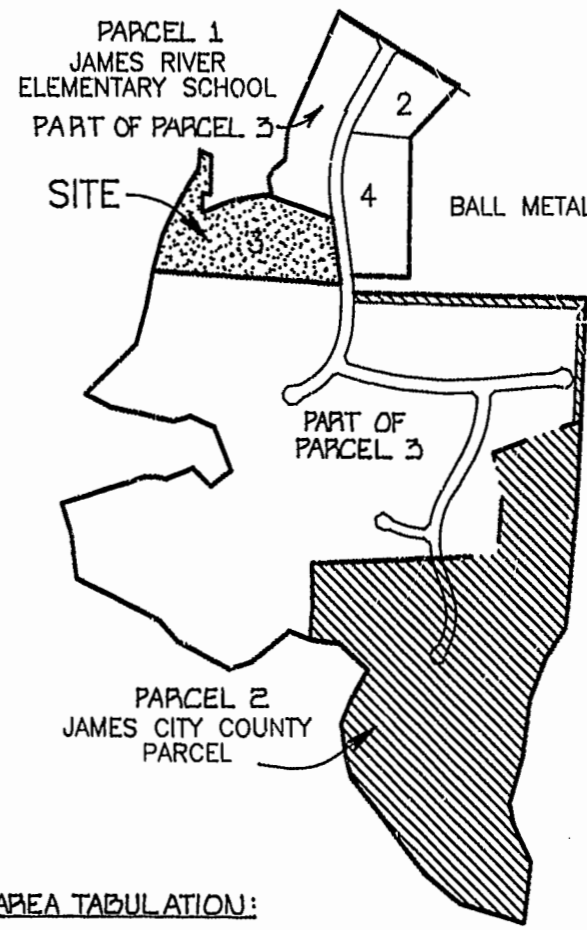 PARCEL 1
JAMES RIVER
ELEMENTARY SCHOOL
PART OF PARCEL 3
2
SITE
4
BALL METAL
3
PART OF
PARCEL 3
PARCEL 2
JAMES CITY COUNTY
PARCEL
AREA TABULATION: